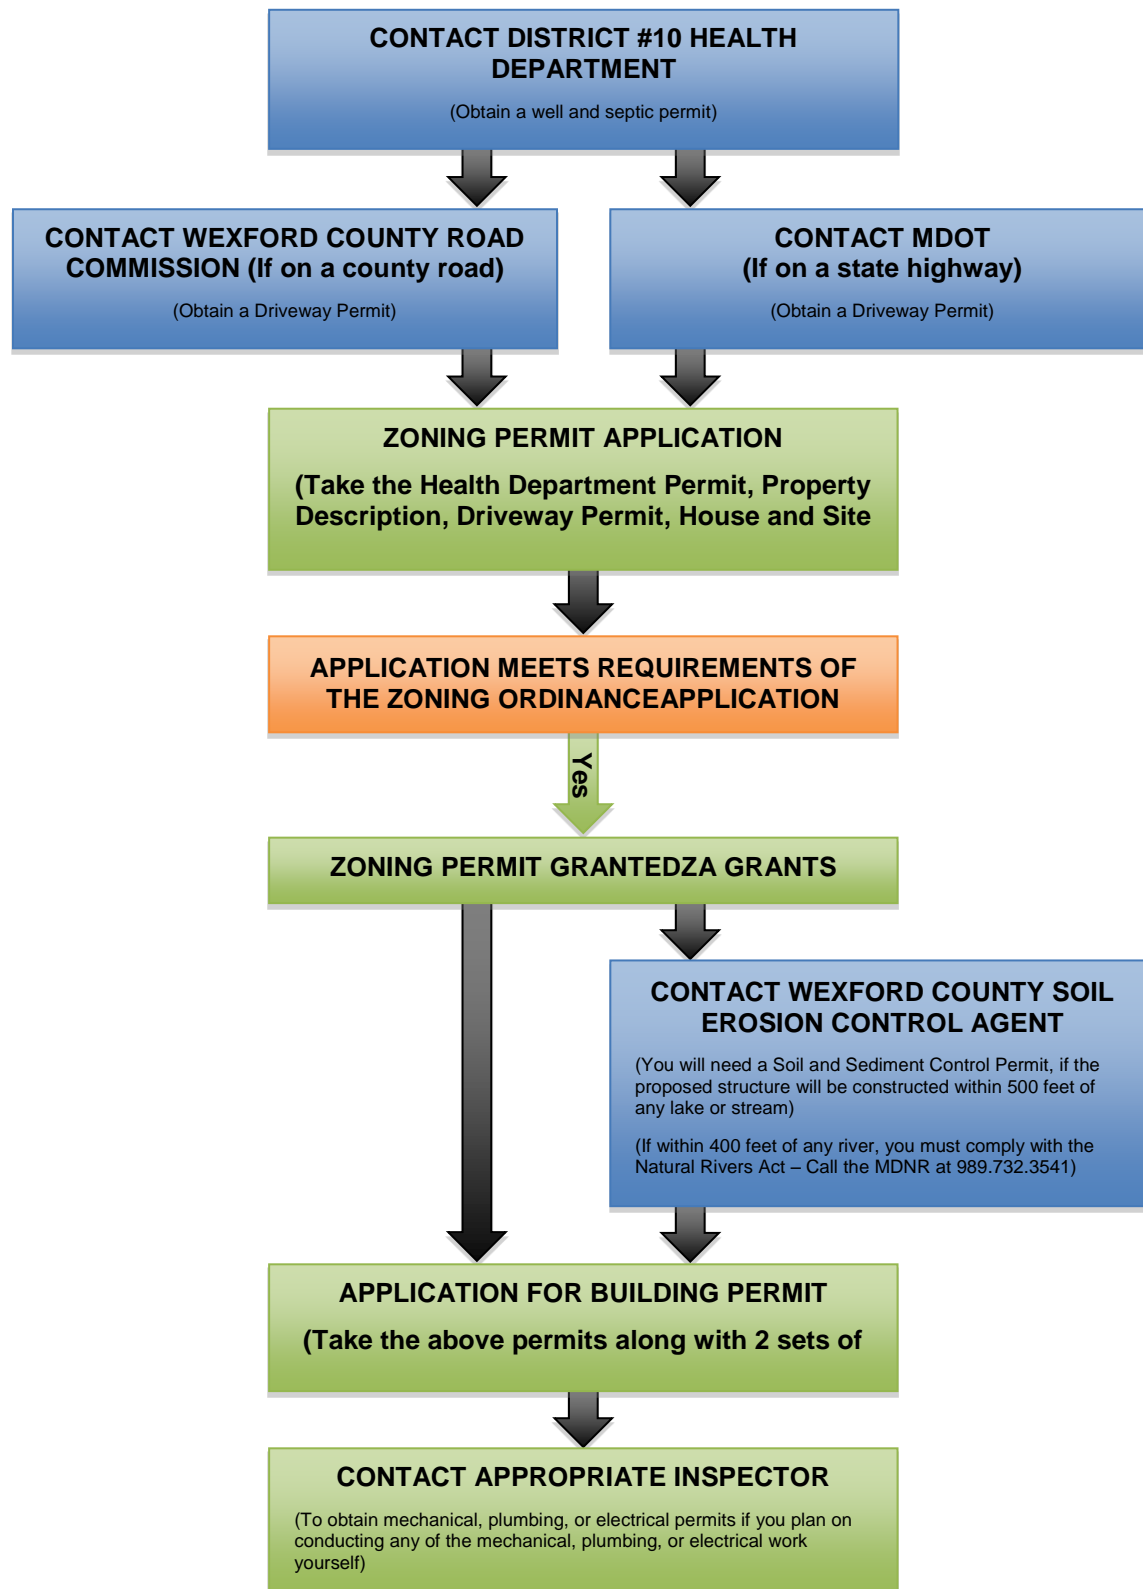 CONTACT DISTRICT #10 HEALTH
DEPARTMENT
(Obtain a well and septic permit)
CONTACT WEXFORD COUNTY ROAD
COMMISSION (If on a county road)
(Obtain a Driveway Permit)
CONTACT MDOT
(If on a state highway)
(Obtain a Driveway Permit)
ZONING PERMIT APPLICATION
(Take the Health Department Permit, Property
Description, Driveway Permit, House and Site
APPLICATION MEETS REQUIREMENTS OF
THE ZONING ORDINANCEAPPLICATION
Yes
ZONING PERMIT GRANTEDZA GRANTS
CONTACT WEXFORD COUNTY SOIL
EROSION CONTROL AGENT
(You will need a Soil and Sediment Control Permit, if the
proposed structure will be constructed within 500 feet of
any lake or stream)
(If within 400 feet of any river, you must comply with the
Natural Rivers Act – Call the MDNR at 989.732.3541)
APPLICATION FOR BUILDING PERMIT
(Take the above permits along with 2 sets of
CONTACT APPROPRIATE INSPECTOR
(To obtain mechanical, plumbing, or electrical permits if you plan on
conducting any of the mechanical, plumbing, or electrical work
yourself)